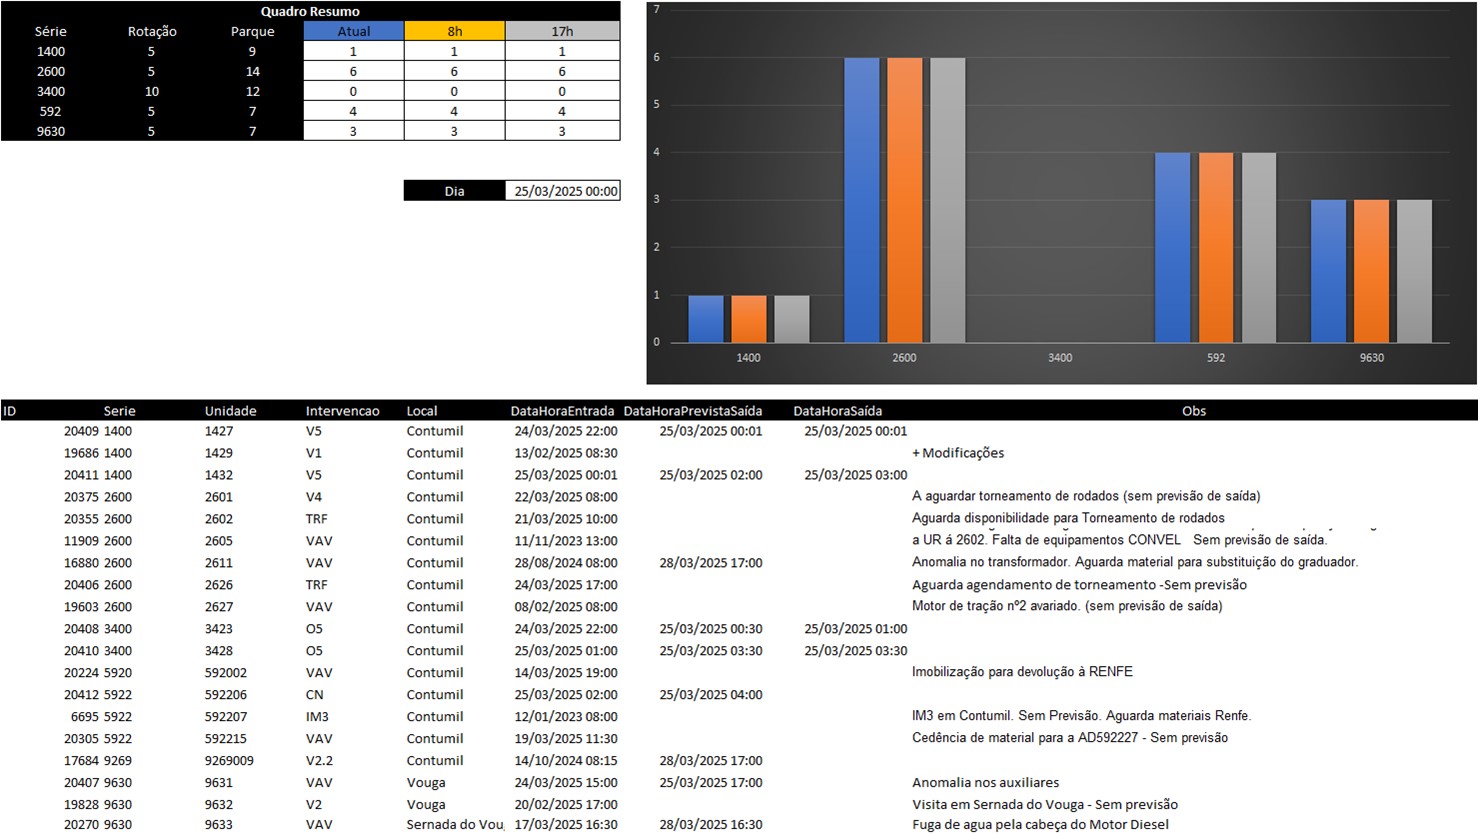 Quadro Resumo
Série Rotação Parque Atual 8h 17h
1400 5 9 1 1 1
2600 5 14 6 6 6
3400 10 12 0 0 0
592 5 7 4 4 4
9630 5 7 3 3 3
Dia 25/03/2025 00:00
7
6
5
4
3
2
1
0
1400 2600 3400 592 9630
ID Serie Unidade Intervencao Local DataHoraEntrada DataHoraPrevistaSaída DataHoraSaída Obs
20409 1400 1427 V5 Contumil 24/03/2025 22:00 25/03/2025 00:01 25/03/2025 00:01
19686 1400 1429 V1 Contumil 13/02/2025 08:30 + Modificações
20411 1400 1432 V5 Contumil 25/03/2025 00:01 25/03/2025 02:00 25/03/2025 03:00
20375 2600 2601 V4 Contumil 22/03/2025 08:00 A aguardar torneamento de rodados (sem previsão de saída)
20355 2600 2602 TRF Contumil 21/03/2025 10:00 Aguarda disponibilidade para Torneamento de rodados
11909 2600 2605 VAV Contumil 11/11/2023 13:00 a UR á 2602. Falta de equipamentos CONVEL Sem previsão de saída.
16880 2600 2611 VAV Contumil 28/08/2024 08:00 28/03/2025 17:00 Anomalia no transformador. Aguarda material para substituição do graduador.
20406 2600 2626 TRF Contumil 24/03/2025 17:00 Aguarda agendamento de torneamento -Sem previsão
19603 2600 2627 VAV Contumil 08/02/2025 08:00 Motor de tração nº2 avariado. (sem previsão de saída)
20408 3400 3423 O5 Contumil 24/03/2025 22:00 25/03/2025 00:30 25/03/2025 01:00
20410 3400 3428 O5 Contumil 25/03/2025 01:00 25/03/2025 03:30 25/03/2025 03:30
20224 5920 592002 VAV Contumil 14/03/2025 19:00 Imobilização para devolução à RENFE
20412 5922 592206 CN Contumil 25/03/2025 02:00 25/03/2025 04:00
6695 5922 592207 IM3 Contumil 12/01/2023 08:00 IM3 em Contumil. Sem Previsão. Aguarda materiais Renfe.
20305 5922 592215 VAV Contumil 19/03/2025 11:30 Cedência de material para a AD592227 - Sem previsão
17684 9269 9269009 V2.2 Contumil 14/10/2024 08:15 28/03/2025 17:00
20407 9630 9631 VAV Vouga 24/03/2025 15:00 25/03/2025 17:00 Anomalia nos auxiliares
19828 9630 9632 V2 Vouga 20/02/2025 17:00 Visita em Sernada do Vouga - Sem previsão
20270 9630 9633 VAV Sernada do Vou 17/03/2025 16:30 28/03/2025 16:30 Fuga de agua pela cabeça do Motor Diesel